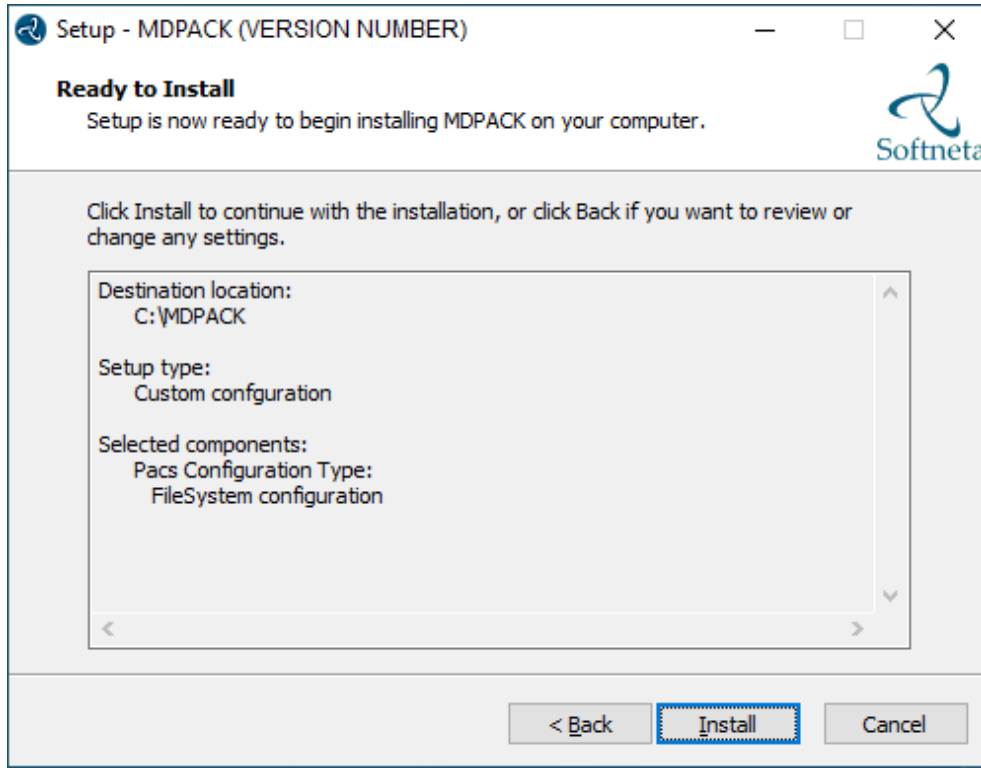 Setup - MDPACK (VERSION NUMBER)
Ready to Install
Setup is now ready to begin installing MDPACK on your computer.
Softneta
Click Install to continue with the installation, or click Back if you want to review or
change any settings.
Destination location:
C:\MDPACK
Setup type:
Custom confguration
Selected components:
Pacs Configuration Type:
FileSystem configuration
< Back
Install
Cancel